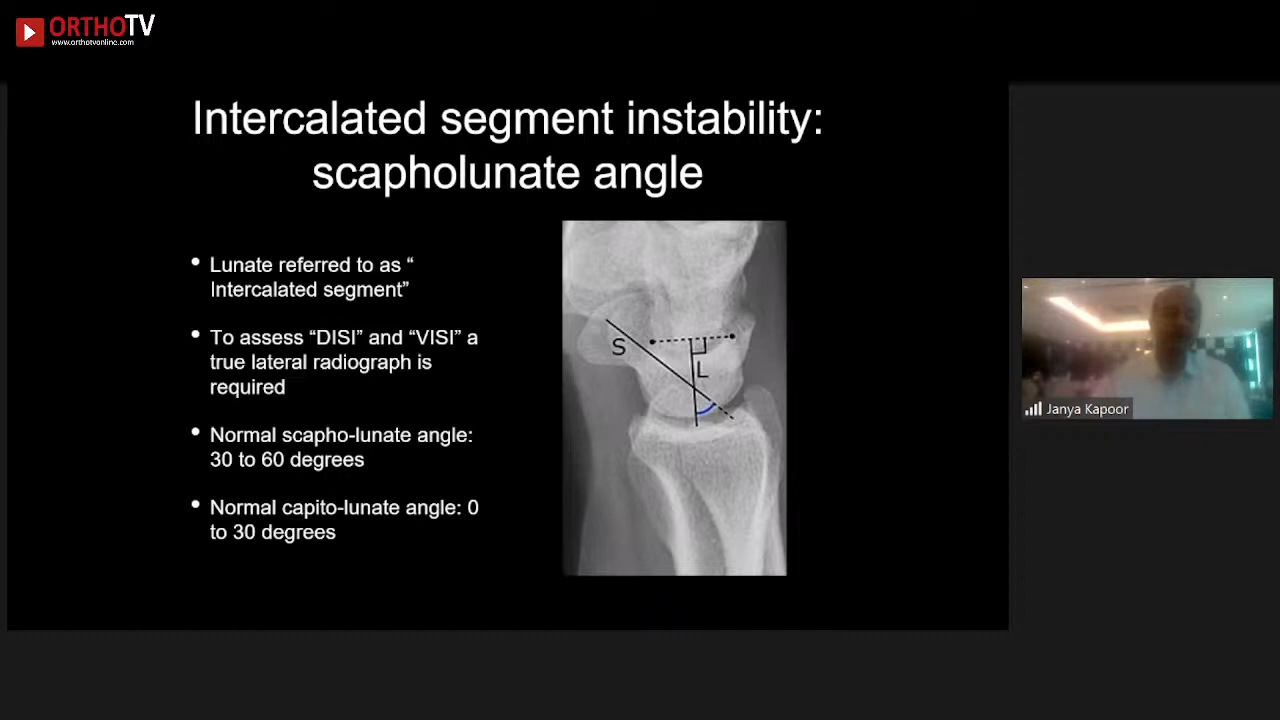 ORTHOTV
www.orthotvonline.com
Intercalated segment instability:
scapholunate angle
• Lunate referred to as “
Intercalated segment”
• To assess “DISI” and “VISI” a
true lateral radiograph is
required
• Normal scapho-lunate angle:
30 to 60 degrees
• Normal capito-lunate angle: 0
to 30 degrees
S
L
Janya Kapoor